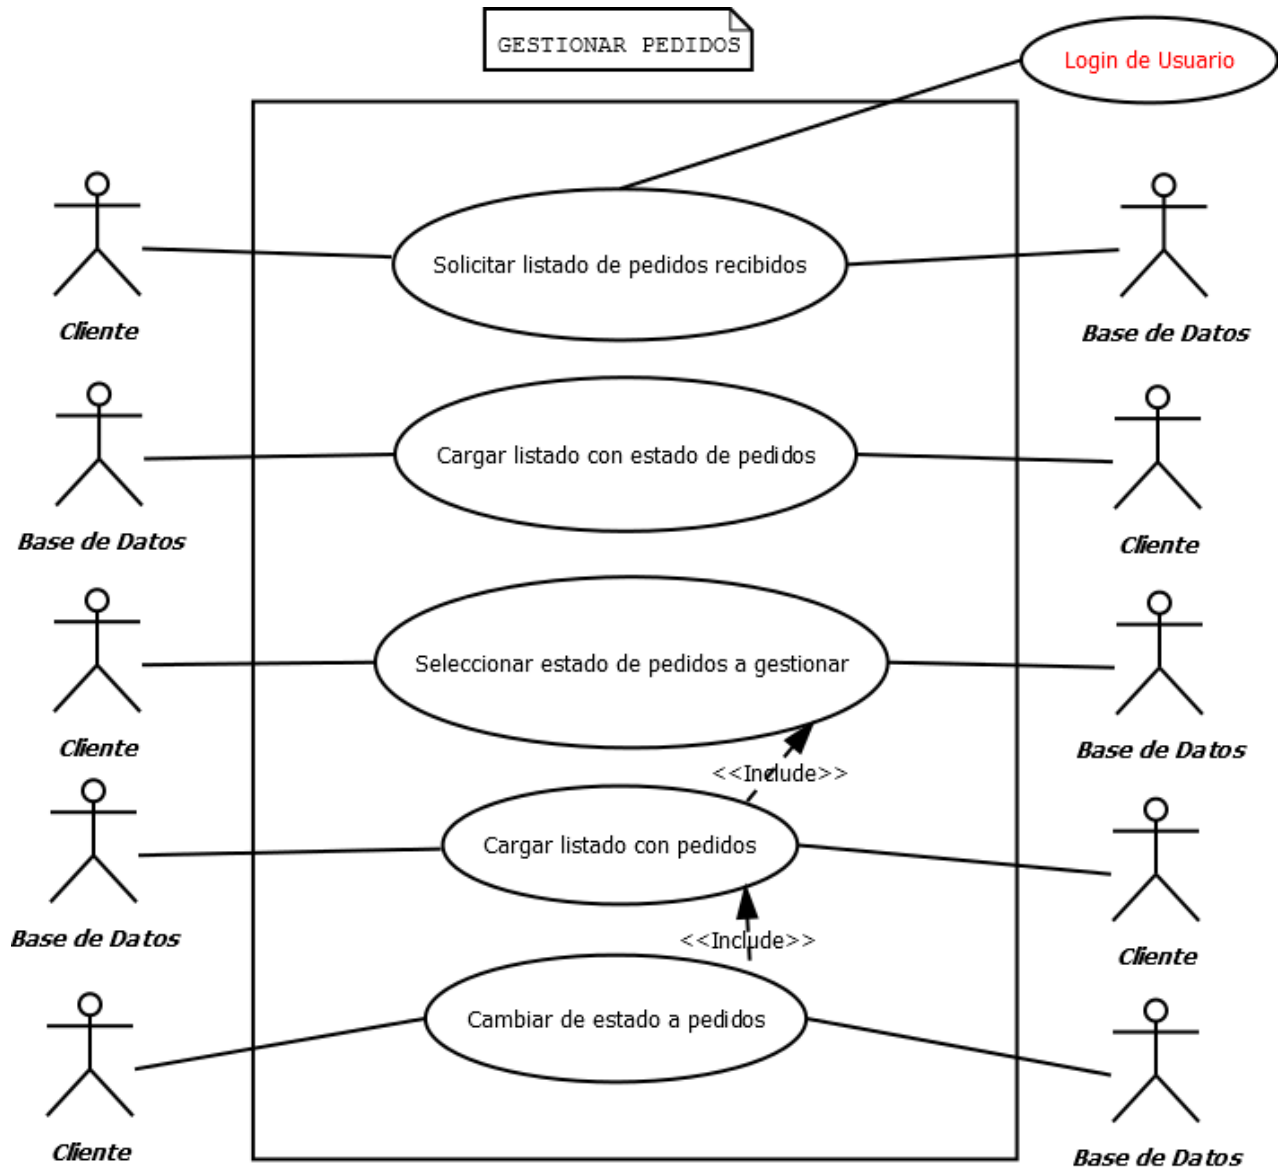 GESTIONAR PEDIDOS
Login de Usuario
Solicitar listado de pedidos recibidos
Cliente
Base de Datos
Cargar listado con estado de pedidos
Base de Datos
Cliente
Seleccionar estado de pedidos a gestionar
Cliente
Base de Datos
<<Include>>
Cargar listado con pedidos
Base de Datos
Cliente
<<Include>>
Cambiar de estado a pedidos
Cliente
Base de Datos